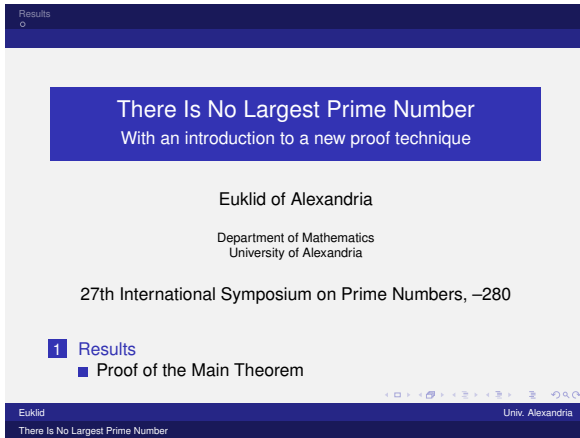 Results
There Is No Largest Prime Number
With an introduction to a new proof technique
Euklid of Alexandria
Department of Mathematics
University of Alexandria
27th International Symposium on Prime Numbers, –280
1 Results
Proof of the Main Theorem
Euklid Univ. Alexandria
There Is No Largest Prime Number